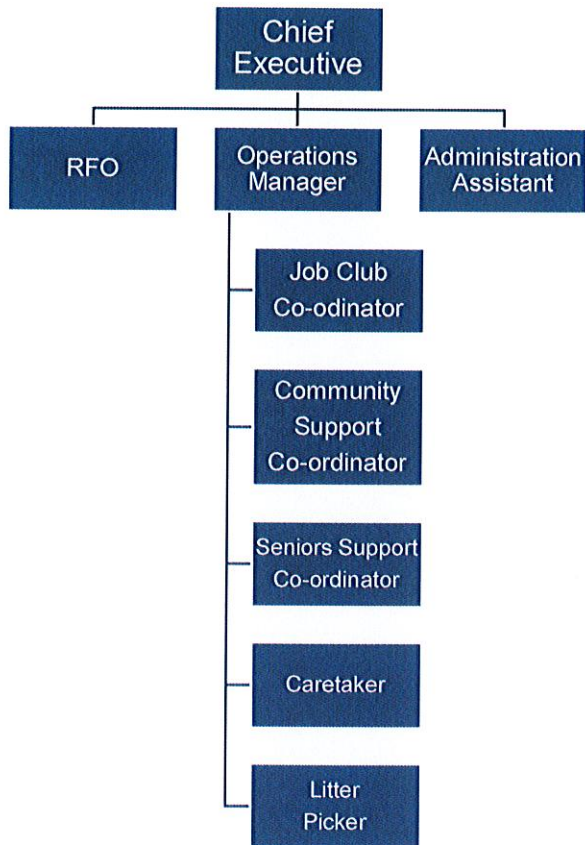 Chief
Executive
RFO
Operations
Manager
Administration
Assistant
Job Club
Co-odinator
Community
Support
Co-ordinator
Seniors Support
Co-ordinator
Caretaker
Litter
Picker